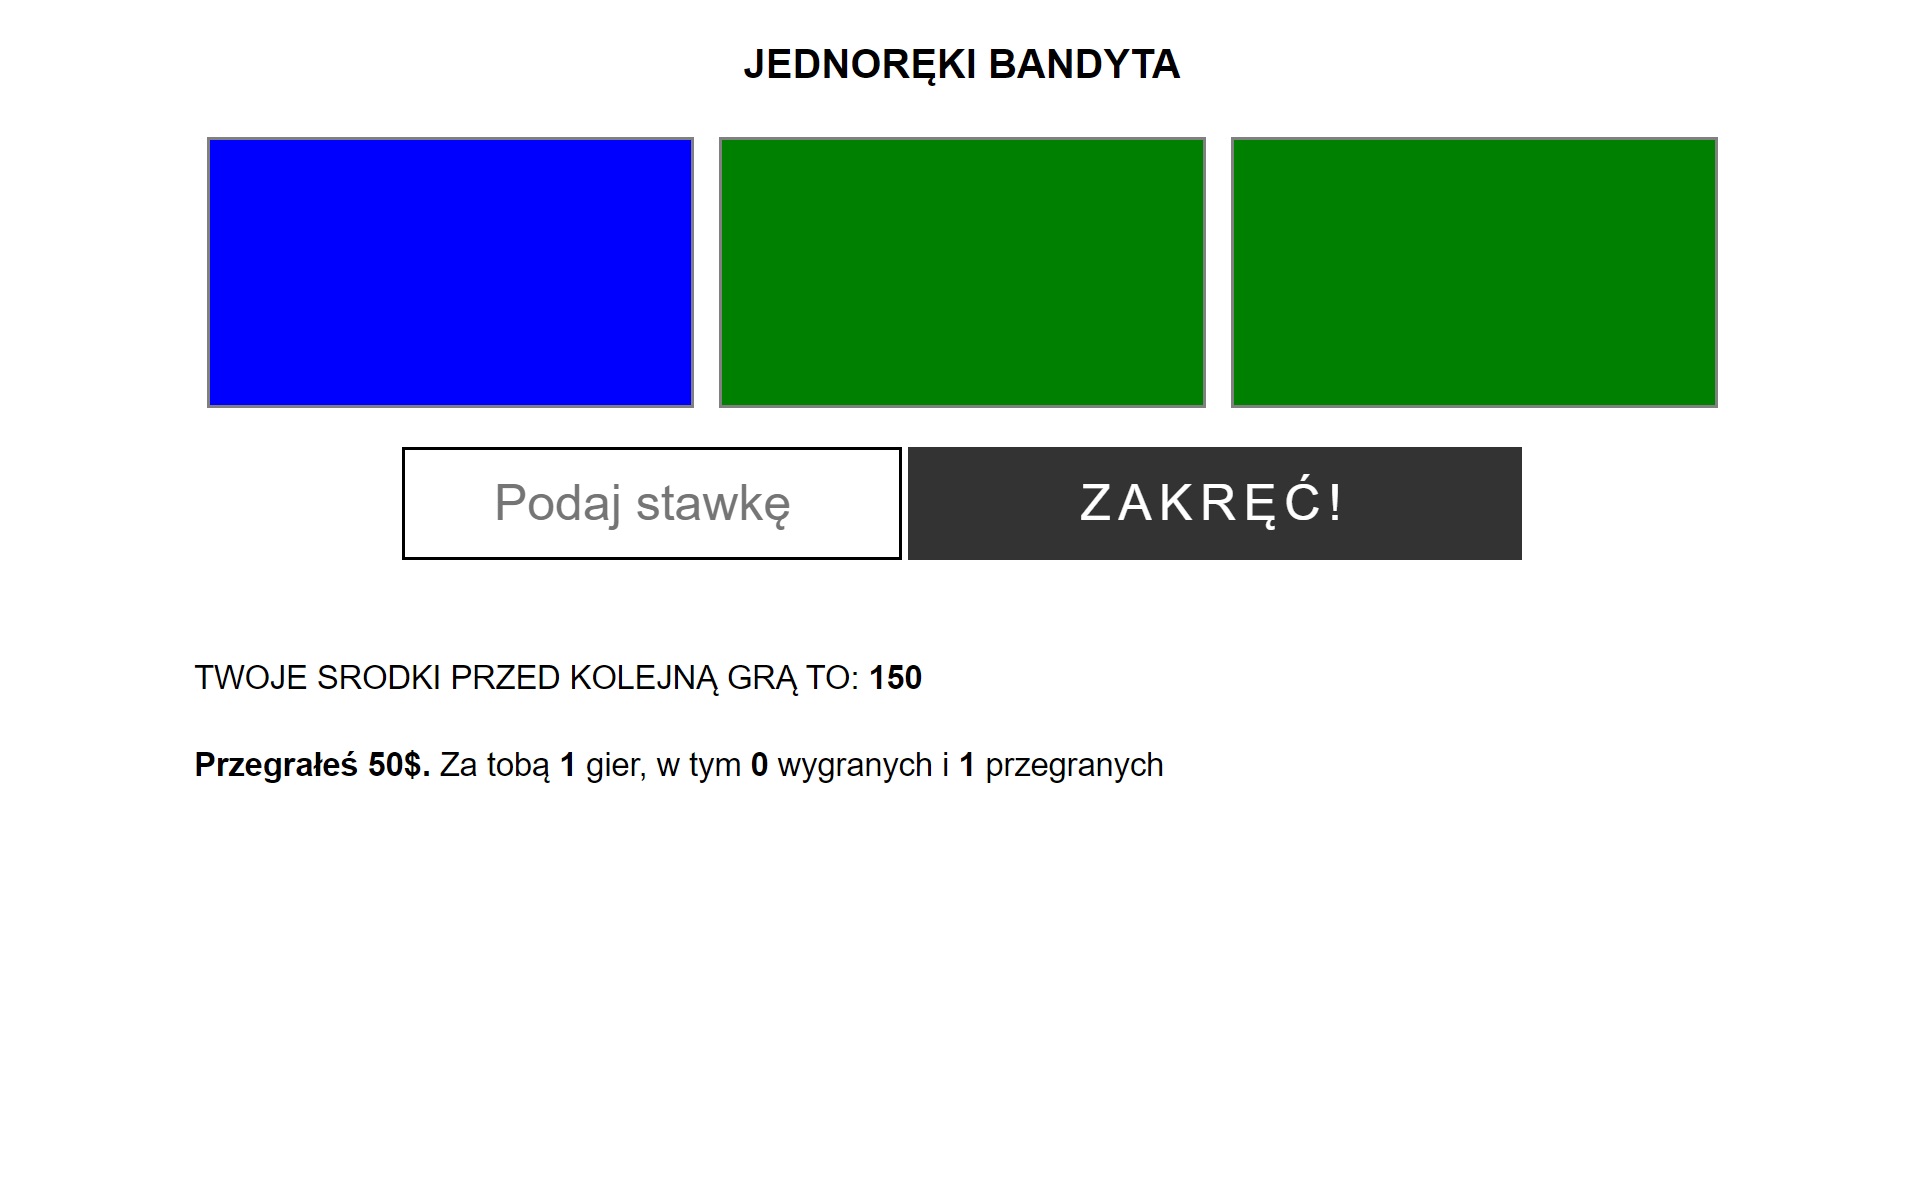 JEDNORĘKI BANDYTA
Podaj stawkę
ZAKRĘĆ!
TWOJE SRODKI PRZED KOLEJNĄ GRĄ TO: 150
Przegrałeś 50$. Za tobą 1 gier, w tym 0 wygranych i 1 przegranych